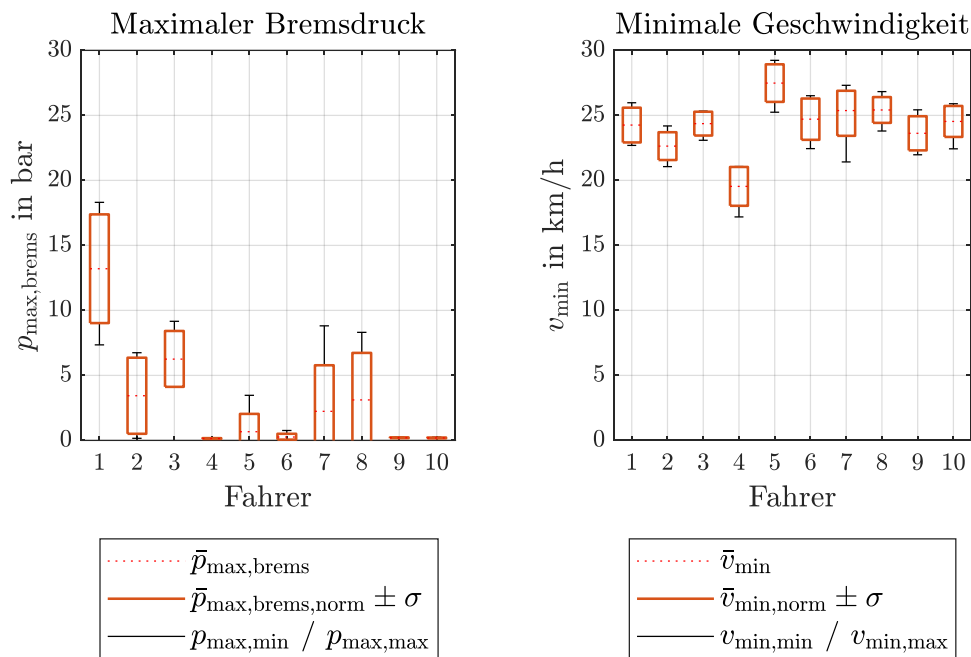 Maximaler Bremsdruck
30
25
20
15
10
5
0
p_max,brems in bar
1 2 3 4 5 6 7 8 9 10
Fahrer
p̄_max,brems
p̄_max,brems,norm ± σ
p_max,min / p_max,max
Minimale Geschwindigkeit
30
25
20
15
10
5
0
v_min in km/h
1 2 3 4 5 6 7 8 9 10
Fahrer
v̄_min
v̄_min,norm ± σ
v_min,min / v_min,max